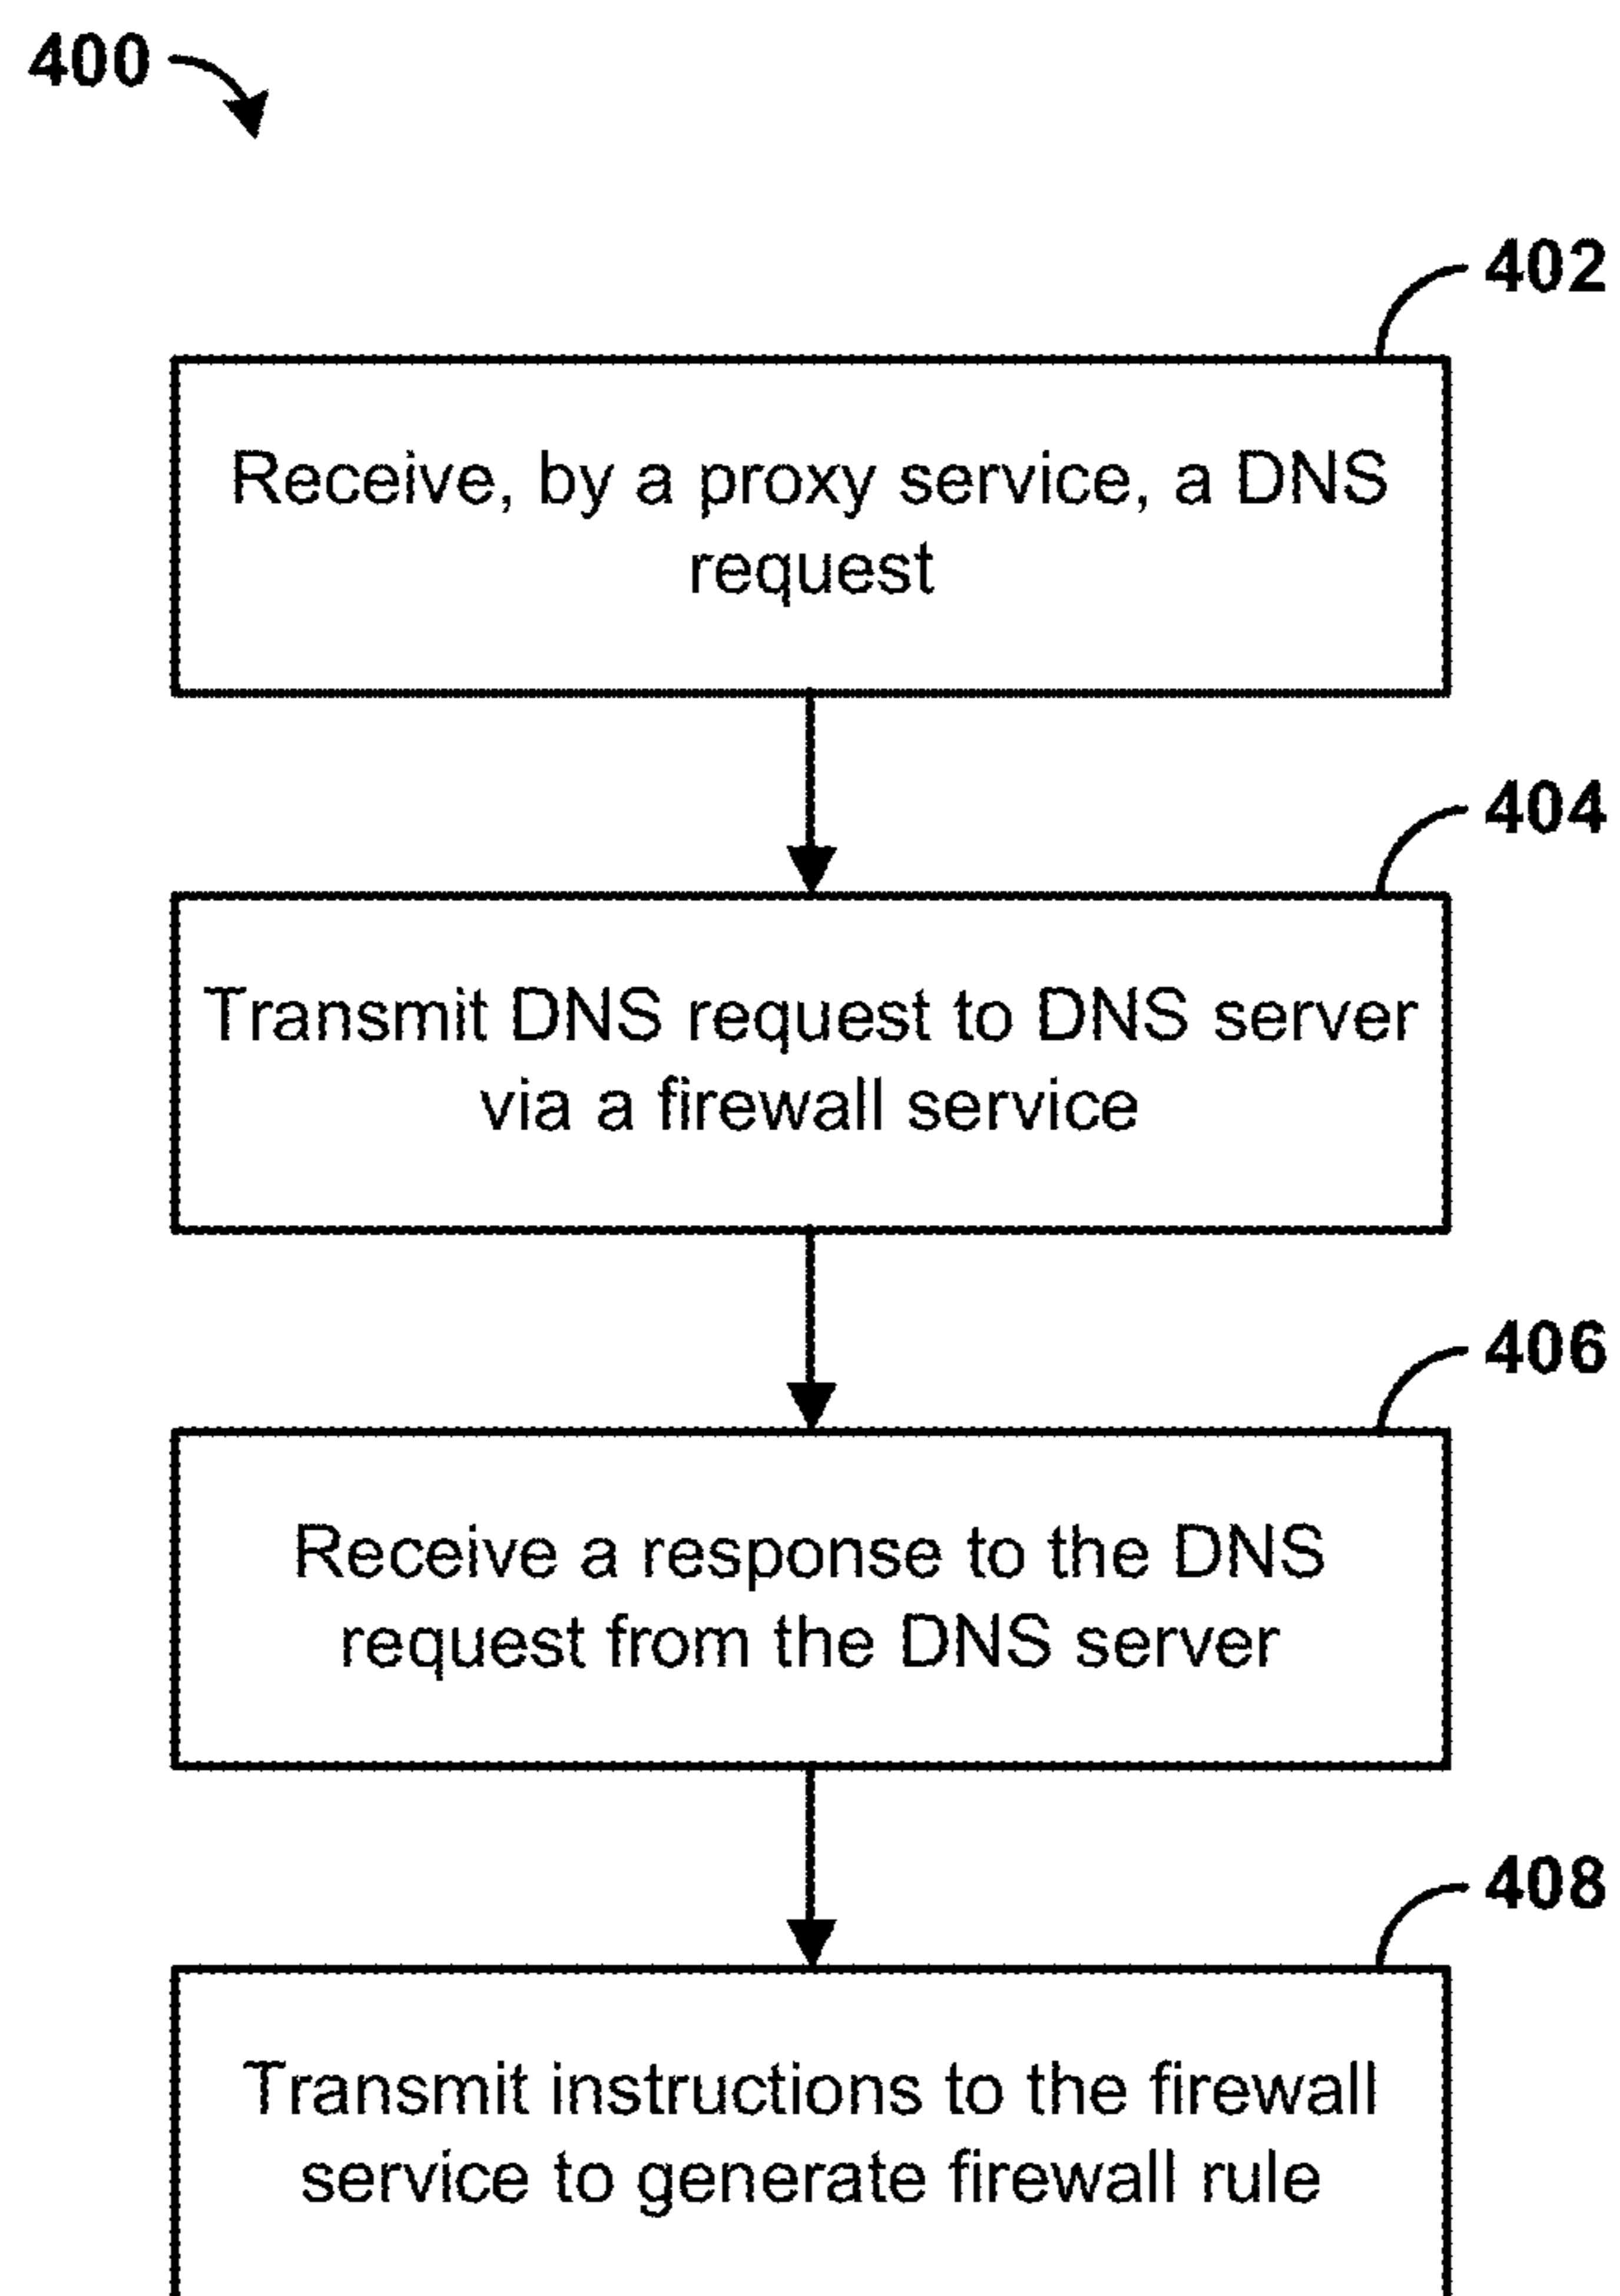 400
402
Receive, by a proxy service, a DNS
request
404
Transmit DNS request to DNS server
via a firewall service
406
Receive a response to the DNS
request from the DNS server
408
Transmit instructions to the firewall
service to generate firewall rule